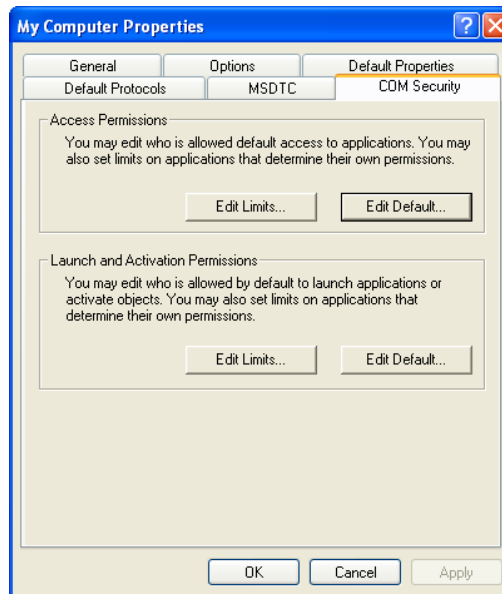 My Computer Properties
General Options Default Properties
Default Protocols MSDTC COM Security
Access Permissions
You may edit who is allowed default access to applications. You may
also set limits on applications that determine their own permissions.
Edit Limits... Edit Default...
Launch and Activation Permissions
You may edit who is allowed by default to launch applications or
activate objects. You may also set limits on applications that
determine their own permissions.
Edit Limits... Edit Default...
OK Cancel Apply